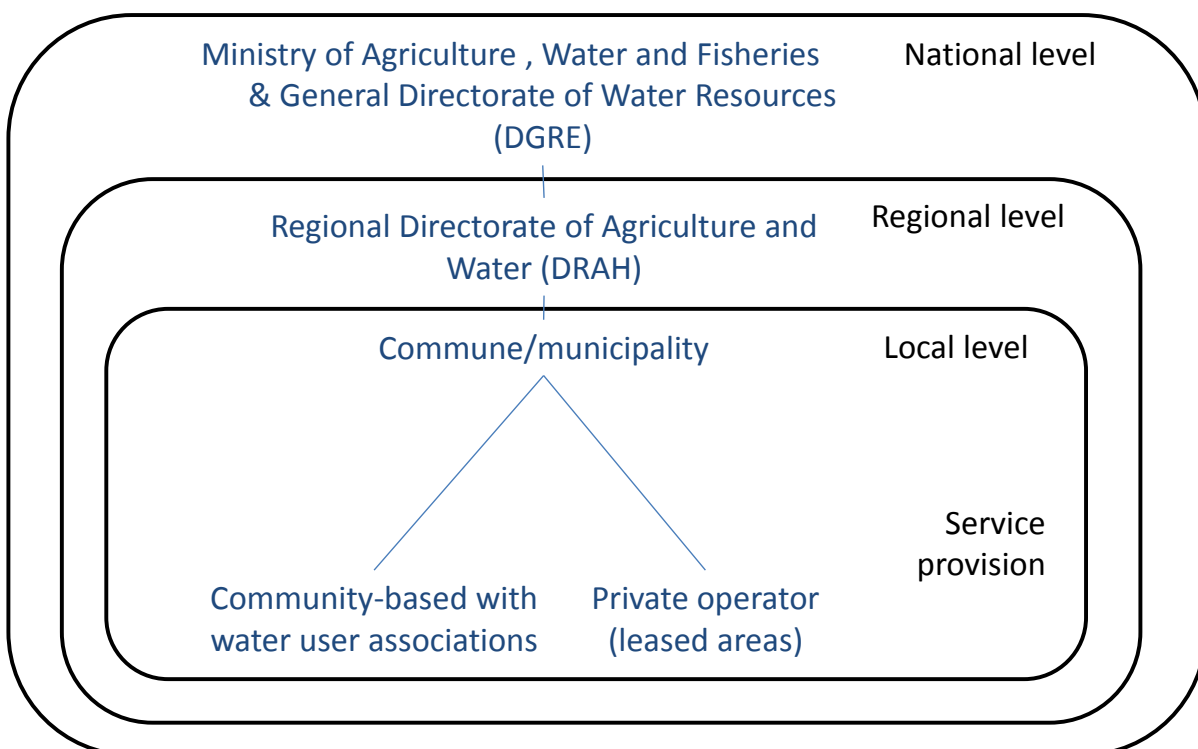 Ministry of Agriculture , Water and Fisheries
& General Directorate of Water Resources
(DGRE)
National level
Regional Directorate of Agriculture and
Water (DRAH)
Regional level
Commune/municipality
Local level
Service
provision
Community-based with
water user associations
Private operator
(leased areas)